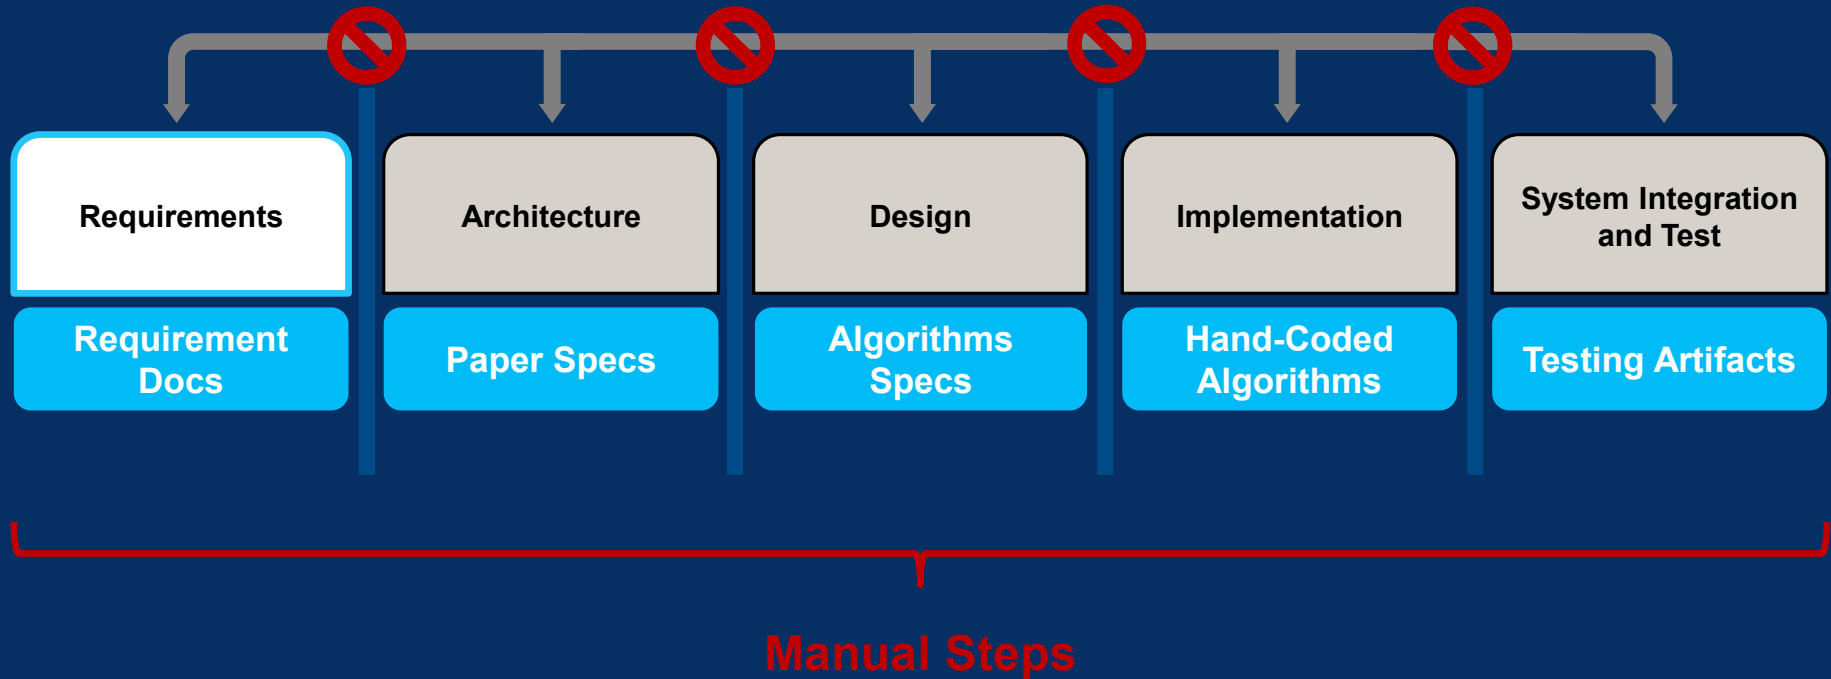 Requirements
Architecture
Design
Implementation
System Integration
and Test
Requirement
Docs
Paper Specs
Algorithms
Specs
Hand-Coded
Algorithms
Testing Artifacts
Manual Steps